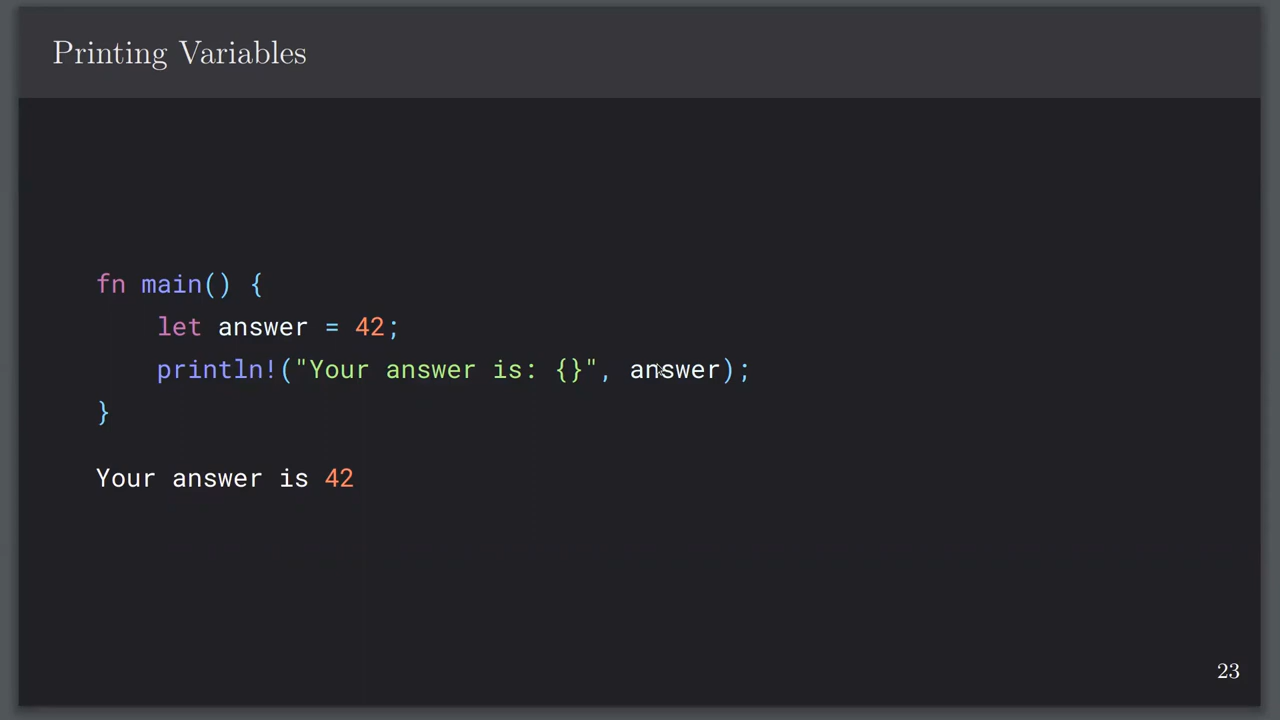 Printing Variables
fn main() {
    let answer = 42;
    println!("Your answer is: {}", answer);
}
Your answer is 42
23